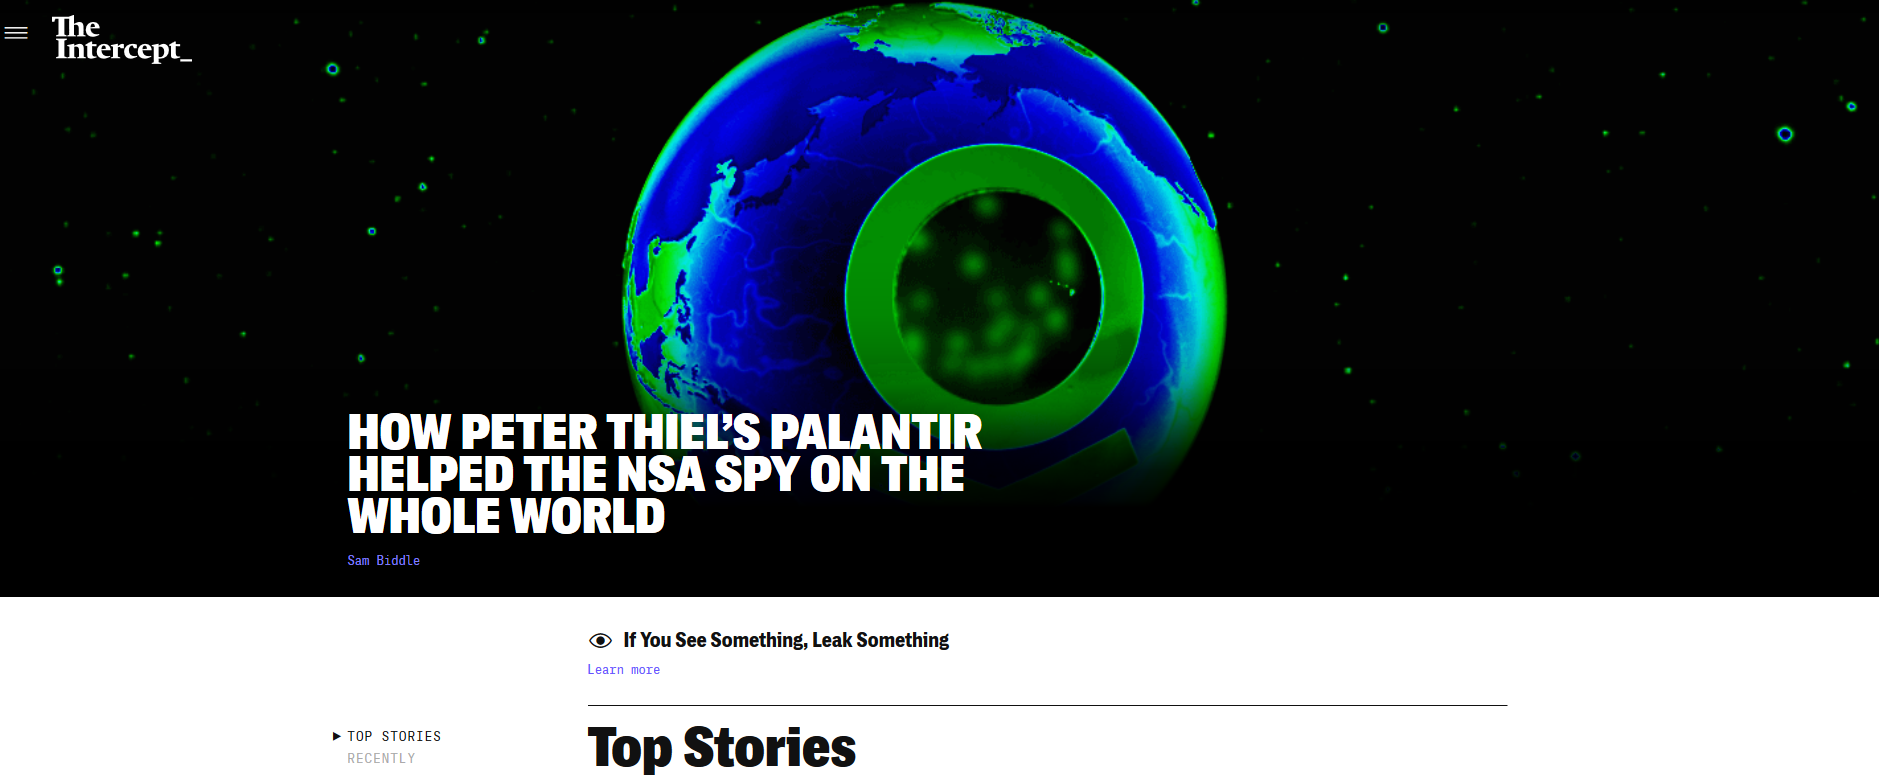 The
Intercept_
HOW PETER THIEL’S PALANTIR
HELPED THE NSA SPY ON THE
WHOLE WORLD
Sam Biddle
If You See Something, Leak Something
Learn more
TOP STORIES
RECENTLY
Top Stories